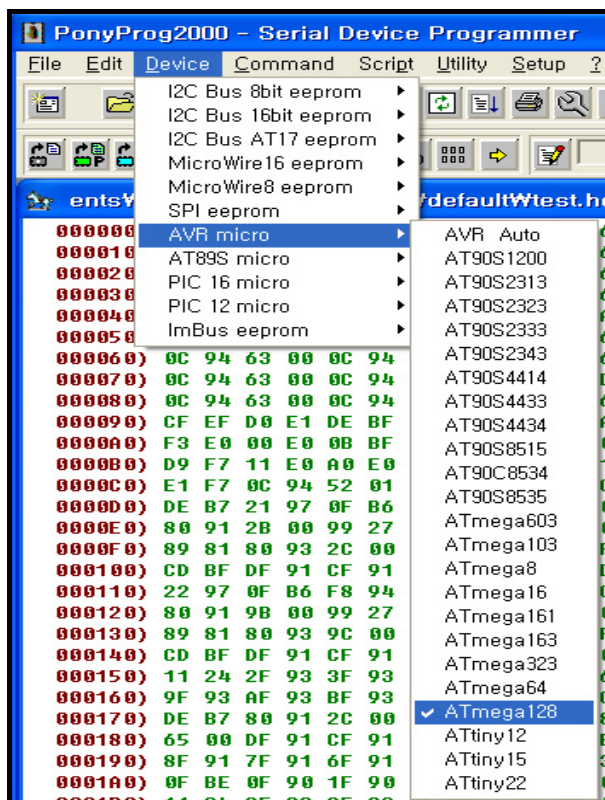 PonyProg2000 - Serial Device Programmer
File Edit Device Command Script Utility Setup ?
I2C Bus 8bit eeprom
I2C Bus 16bit eeprom
I2C Bus AT17 eeprom
MicroWire16 eeprom
MicroWire8 eeprom
SPI eeprom
AVR micro
AT89S micro
PIC 16 micro
PIC 12 micro
ImBus eeprom
ents₩
₩default₩test.h
AVR Auto
AT90S1200
AT90S2313
AT90S2323
AT90S2333
AT90S2343
AT90S4414
AT90S4433
AT90S4434
AT90S8515
AT90C8534
AT90S8535
ATmega603
ATmega103
ATmega8
ATmega16
ATmega161
ATmega163
ATmega323
ATmega64
ATmega128
ATtiny12
ATtiny15
ATtiny22
000000
000010
000020
000030
000040
000050
000060) 0C 94 63 00 0C 94
000070) 0C 94 63 00 0C 94
000080) 0C 94 63 00 0C 94
000090) CF EF D0 E1 DE BF
0000A0) F3 E0 00 E0 0B BF
0000B0) D9 F7 11 E0 A0 E0
0000C0) E1 F7 0C 94 52 01
0000D0) DE B7 21 97 0F B6
0000E0) 80 91 2B 00 99 27
0000F0) 89 81 80 93 2C 00
000100) CD BF DF 91 CF 91
000110) 22 97 0F B6 F8 94
000120) 80 91 9B 00 99 27
000130) 89 81 80 93 9C 00
000140) CD BF DF 91 CF 91
000150) 11 24 2F 93 3F 93
000160) 9F 93 AF 93 BF 93
000170) DE B7 80 91 2C 00
000180) 65 00 DF 91 CF 91
000190) 8F 91 7F 91 6F 91
0001A0) 0F BE 0F 90 1F 90